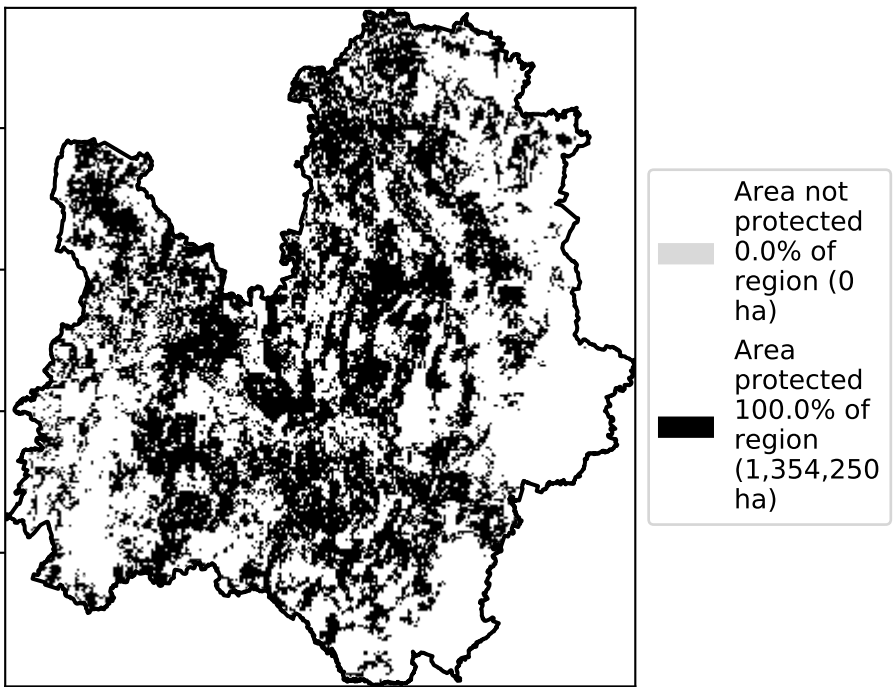 Area not
protected
0.0% of
region (0
ha)
Area
protected
100.0% of
region
(1,354,250
ha)